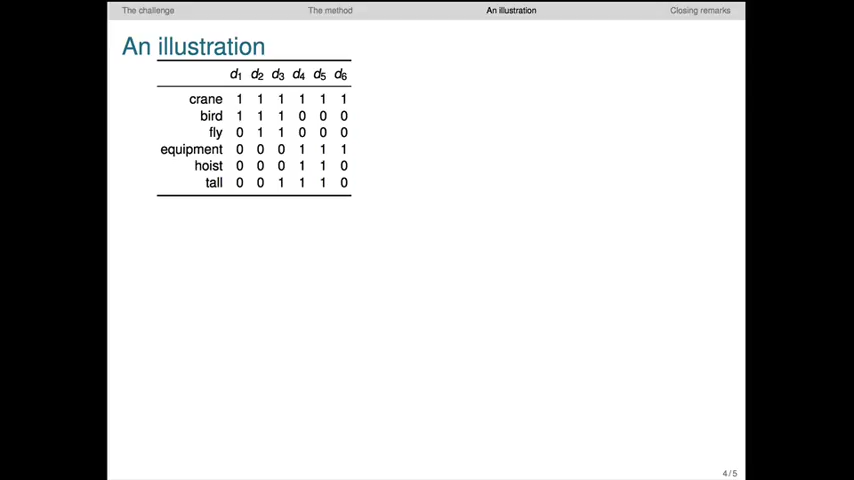 The challenge The method An illustration Closing remarks
An illustration
d1 d2 d3 d4 d5 d6
crane 1 1 1 1 1 1
bird 1 1 1 0 0 0
fly 0 1 1 0 0 0
equipment 0 0 0 1 1 1
hoist 0 0 0 1 1 0
tall 0 0 1 1 1 0
4 / 5